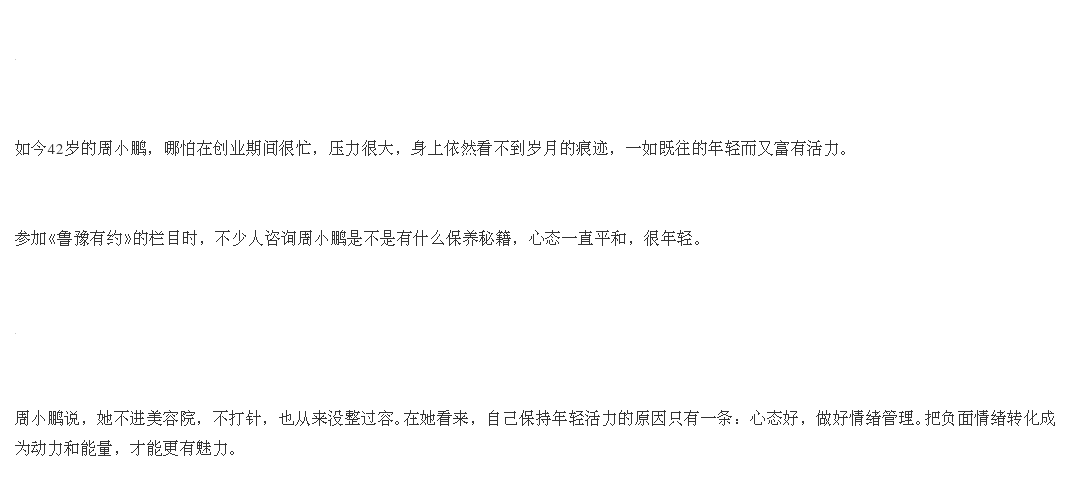 如今42岁的周小鹏，哪怕在创业期间很忙，压力很大，身上依然看不到岁月的痕迹，一如既往的年轻而又富有活力。
参加《鲁豫有约》的栏目时，不少人咨询周小鹏是不是有什么保养秘籍，心态一直平和，很年轻。
周小鹏说，她不进美容院，不打针，也从来没整过容。在她看来，自己保持年轻活力的原因只有一条：心态好，做好情绪管理。把负面情绪转化成
为动力和能量，才能更有魅力。